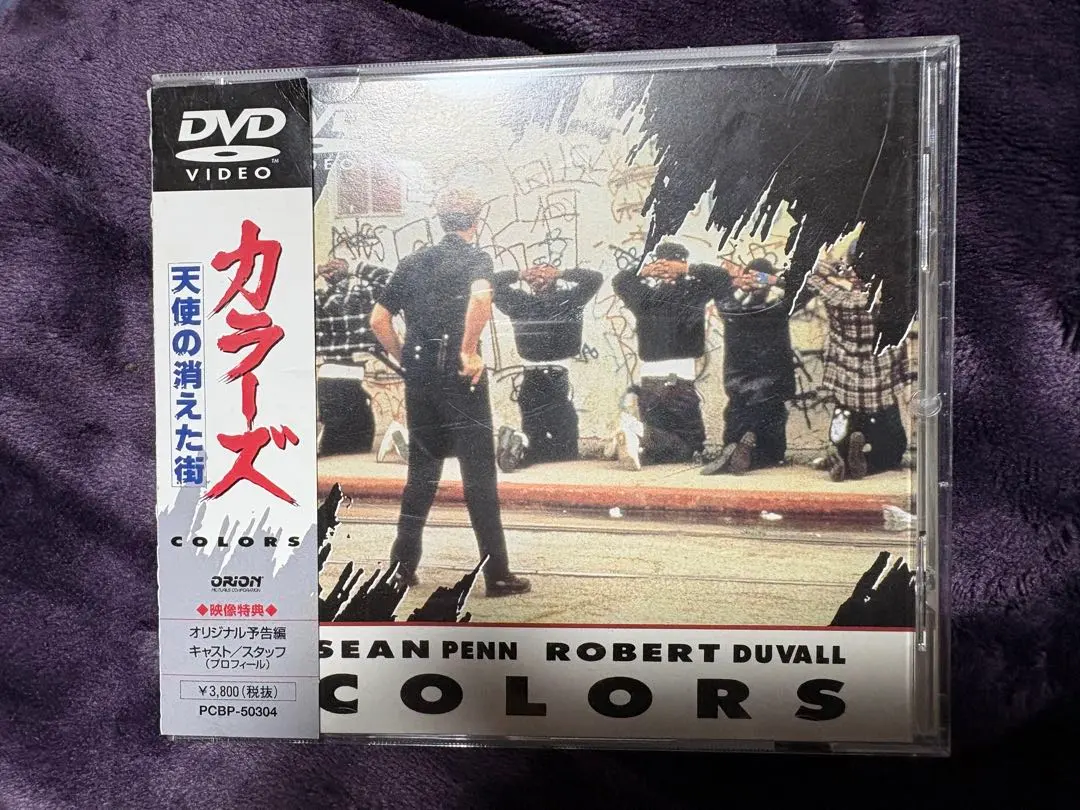 DVD
VIDEO
カラーズ
天使の消えた街
COLORS
ORION
PICTURES CORPORATION
◆映像特典◆
オリジナル予告編
キャスト/スタッフ
(プロフィール)
¥3,800(税抜)
PCBP-50304
SEAN PENN ROBERT DUVALL
COLORS